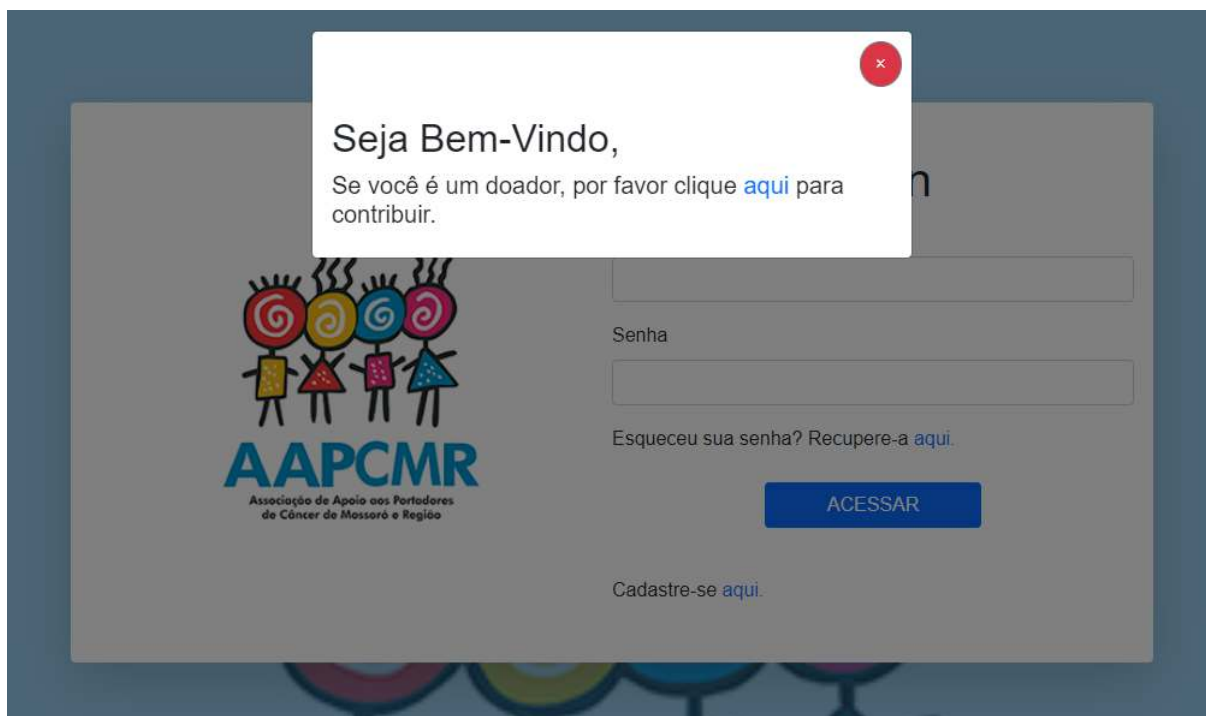 ×
Seja Bem-Vindo,
Se você é um doador, por favor clique aqui para
contribuir.
AAPCMR
Associação de Apoio aos Portadores
de Câncer de Mossoró e Região
Senha
Esqueceu sua senha? Recupere-a aqui.
ACESSAR
Cadastre-se aqui.